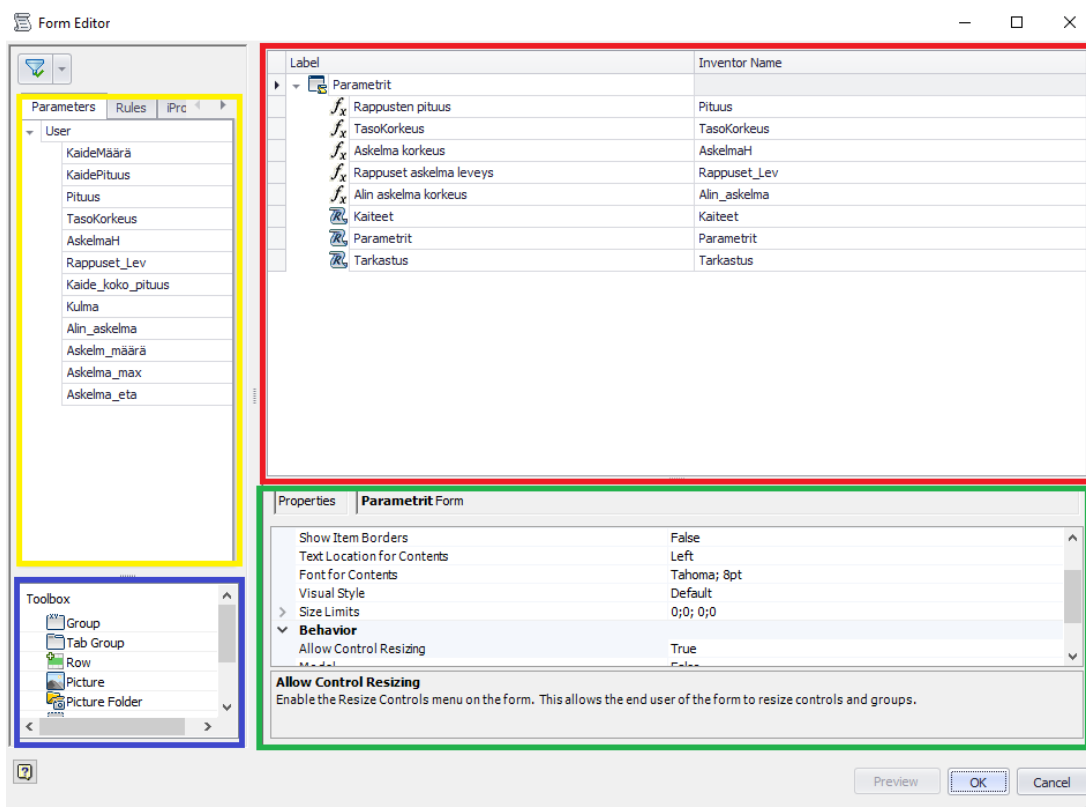 Form Editor
Parameters Rules iPro
User
KaideMäärä
KaidePituus
Pituus
TasoKorkeus
AskelmaH
Rappuset_Lev
Kaide_koko_pituus
Kulma
Alin_askelma
Askelm_määrä
Askelma_max
Askelma_eta
Toolbox
Group
Tab Group
Row
Picture
Picture Folder
Label Inventor Name
Parametrit
Rappusten pituus Pituus
TasoKorkeus TasoKorkeus
Askelma korkeus AskelmaH
Rappuset askelma leveys Rappuset_Lev
Alin askelma korkeus Alin_askelma
Kaiteet Kaiteet
Parametrit Parametrit
Tarkastus Tarkastus
Properties Parametrit Form
Show Item Borders False
Text Location for Contents Left
Font for Contents Tahoma; 8pt
Visual Style Default
Size Limits 0;0; 0;0
Behavior
Allow Control Resizing True
Allow Control Resizing
Enable the Resize Controls menu on the form. This allows the end user of the form to resize controls and groups.
Preview OK Cancel